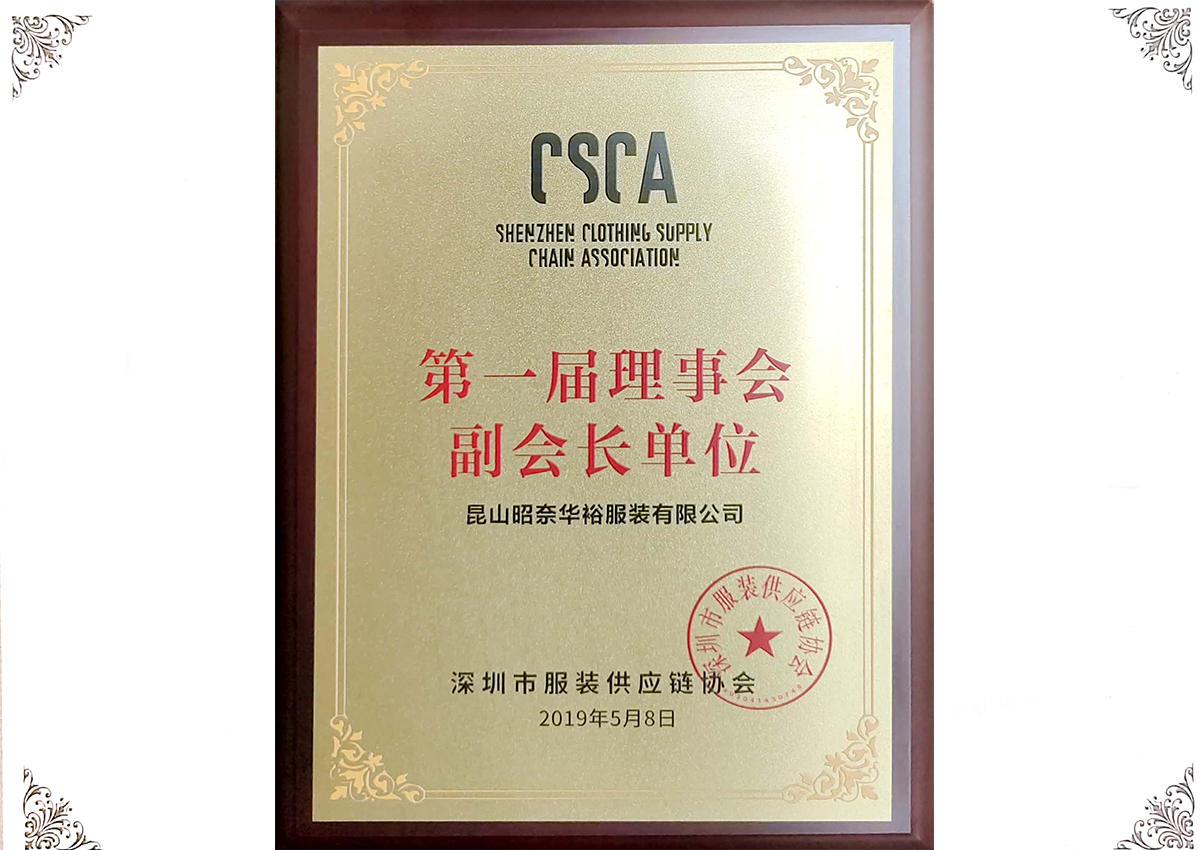 CSCA
SHENZHEN CLOTHING SUPPLY
CHAIN ASSOCIATION
第一届理事会
副会长单位
昆山昭奈华裕服装有限公司
深圳市服装供应链协会
深圳市服装供应链协会
2019年5月8日